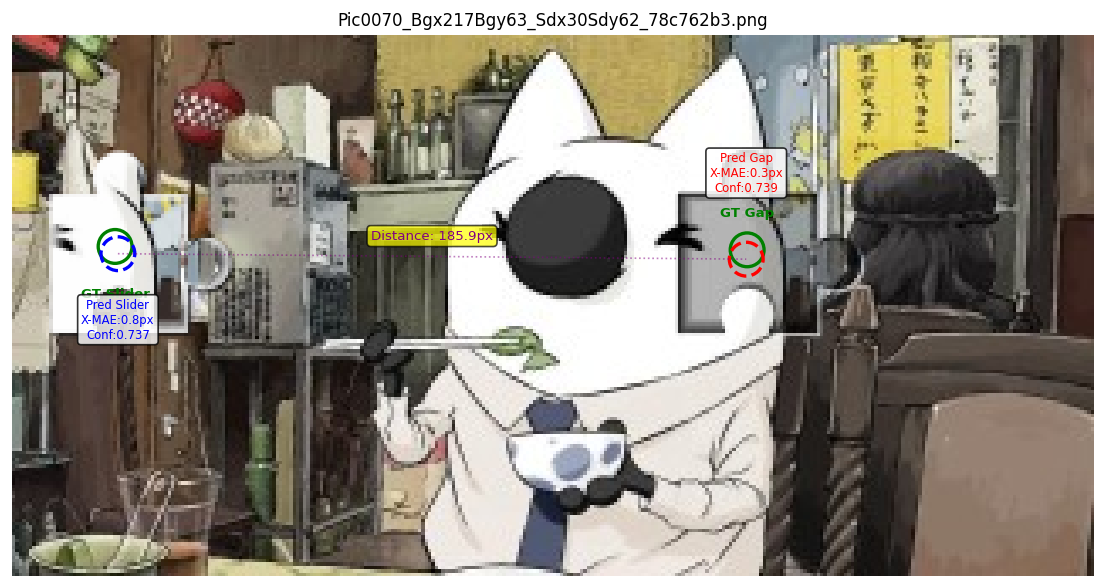 Pic0070_Bgx217Bgy63_Sdx30Sdy62_78c762b3.png
Pred Gap
X-MAE:0.3px
Conf:0.739
GT Gap
Distance: 185.9px
GT Slider
Pred Slider
X-MAE:0.8px
Conf:0.737